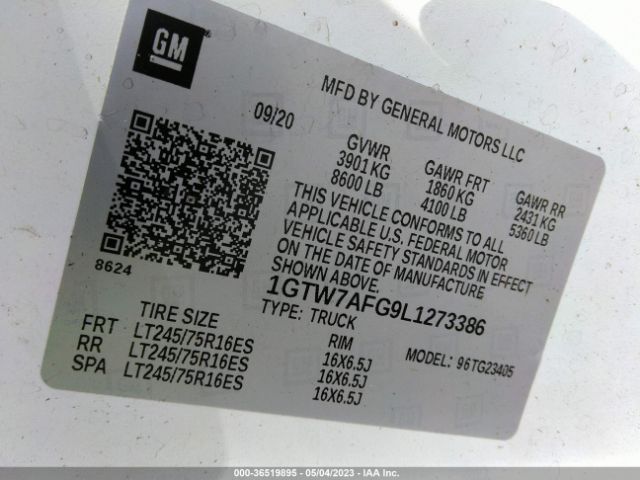 GM
MFD BY GENERAL MOTORS LLC
09/20
GVWR GAWR FRT GAWR RR
3901 KG 1860 KG 2431 KG
8600 LB 4100 LB 5360 LB
THIS VEHICLE CONFORMS TO ALL
APPLICABLE U.S. FEDERAL MOTOR
VEHICLE SAFETY STANDARDS IN EFFECT
ON THE DATE OF MANUFACTURE
SHOWN ABOVE.
8624
1GTW7AFG9L1273386
TYPE: TRUCK
TIRE SIZE RIM MODEL: 96TG23405
FRT LT245/75R16ES 16X6.5J
RR LT245/75R16ES 16X6.5J
SPA LT245/75R16ES 16X6.5J
000-36519895 - 05/04/2023 - IAA Inc.